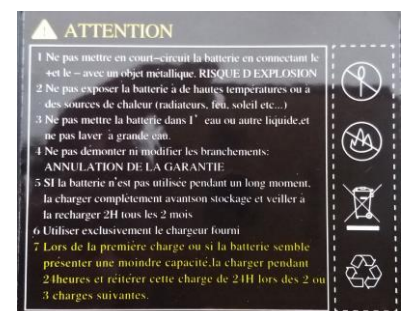 ATTENTION
1 Ne pas mettre en court-circuit la batterie en connectant le
+et le - avec un objet métallique. RISQUE D EXPLOSION
2 Ne pas exposer la batterie à de hautes températures ou à
des sources de chaleur (radiateurs, feu, soleil etc...)
3 Ne pas mettre la batterie dans l' eau ou autre liquide,et
ne pas laver à grande eau.
4 Ne pas démonter ni modifier les branchements:
ANNULATION DE LA GARANTIE
5 SI la batterie n'est pas utilisée pendant un long moment,
la charger complètement avantson stockage et veiller à
la recharger 2H tous les 2 mois
6 Utiliser exclusivement le chargeur fourni
7 Lors de la première charge ou si la batterie semble
présenter une moindre capacité,la charger pendant
24heures et réitérer cette charge de 24H lors des 2 ou
3 charges suivantes.